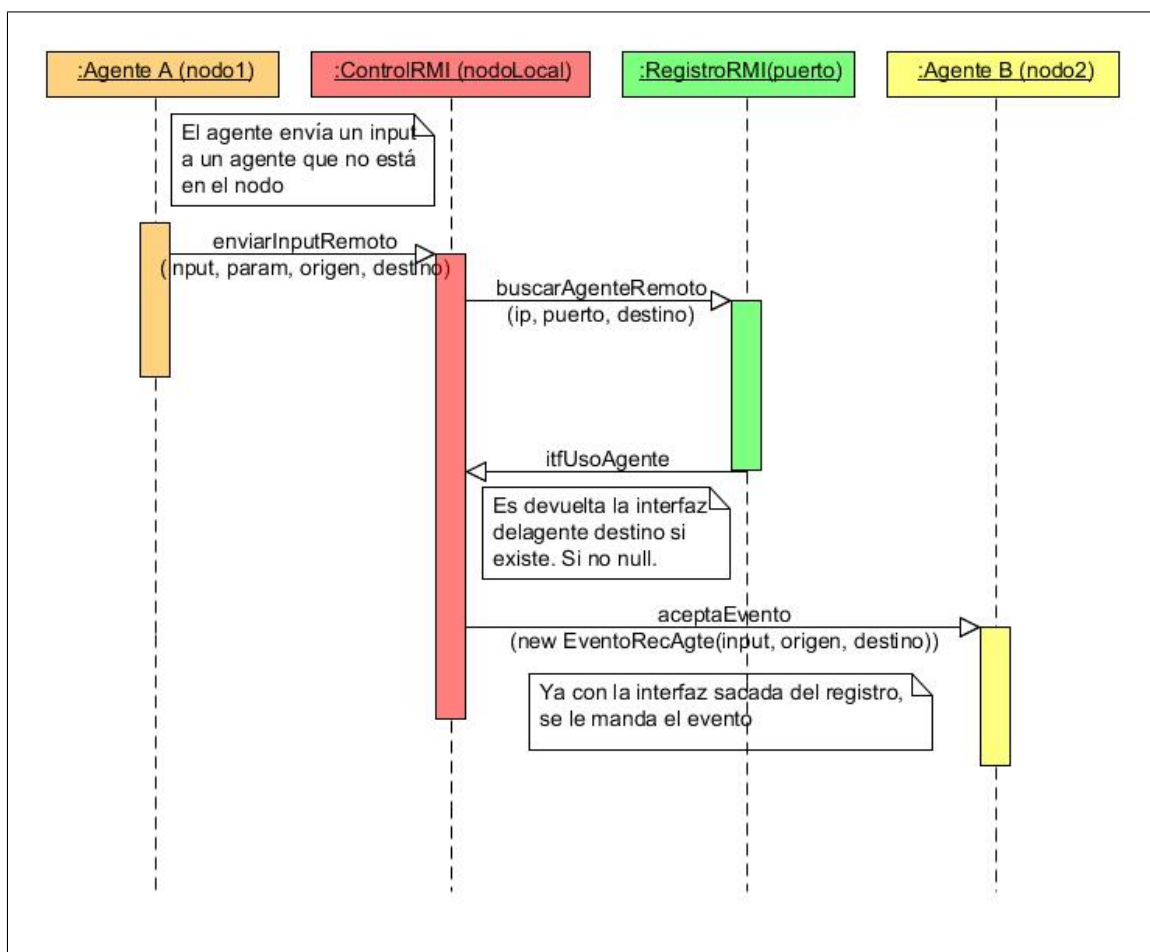 :Agente A (nodo1)
:ControlRMI (nodoLocal)
:RegistroRMI(puerto)
:Agente B (nodo2)
El agente envía un input
a un agente que no está
en el nodo
enviarInputRemoto
(input, param, origen, destino)
buscarAgenteRemoto
(ip, puerto, destino)
itfUsoAgente
Es devuelta la interfaz
delagente destino si
existe. Si no null.
aceptaEvento
(new EventoRecAgte(input, origen, destino))
Ya con la interfaz sacada del registro,
se le manda el evento